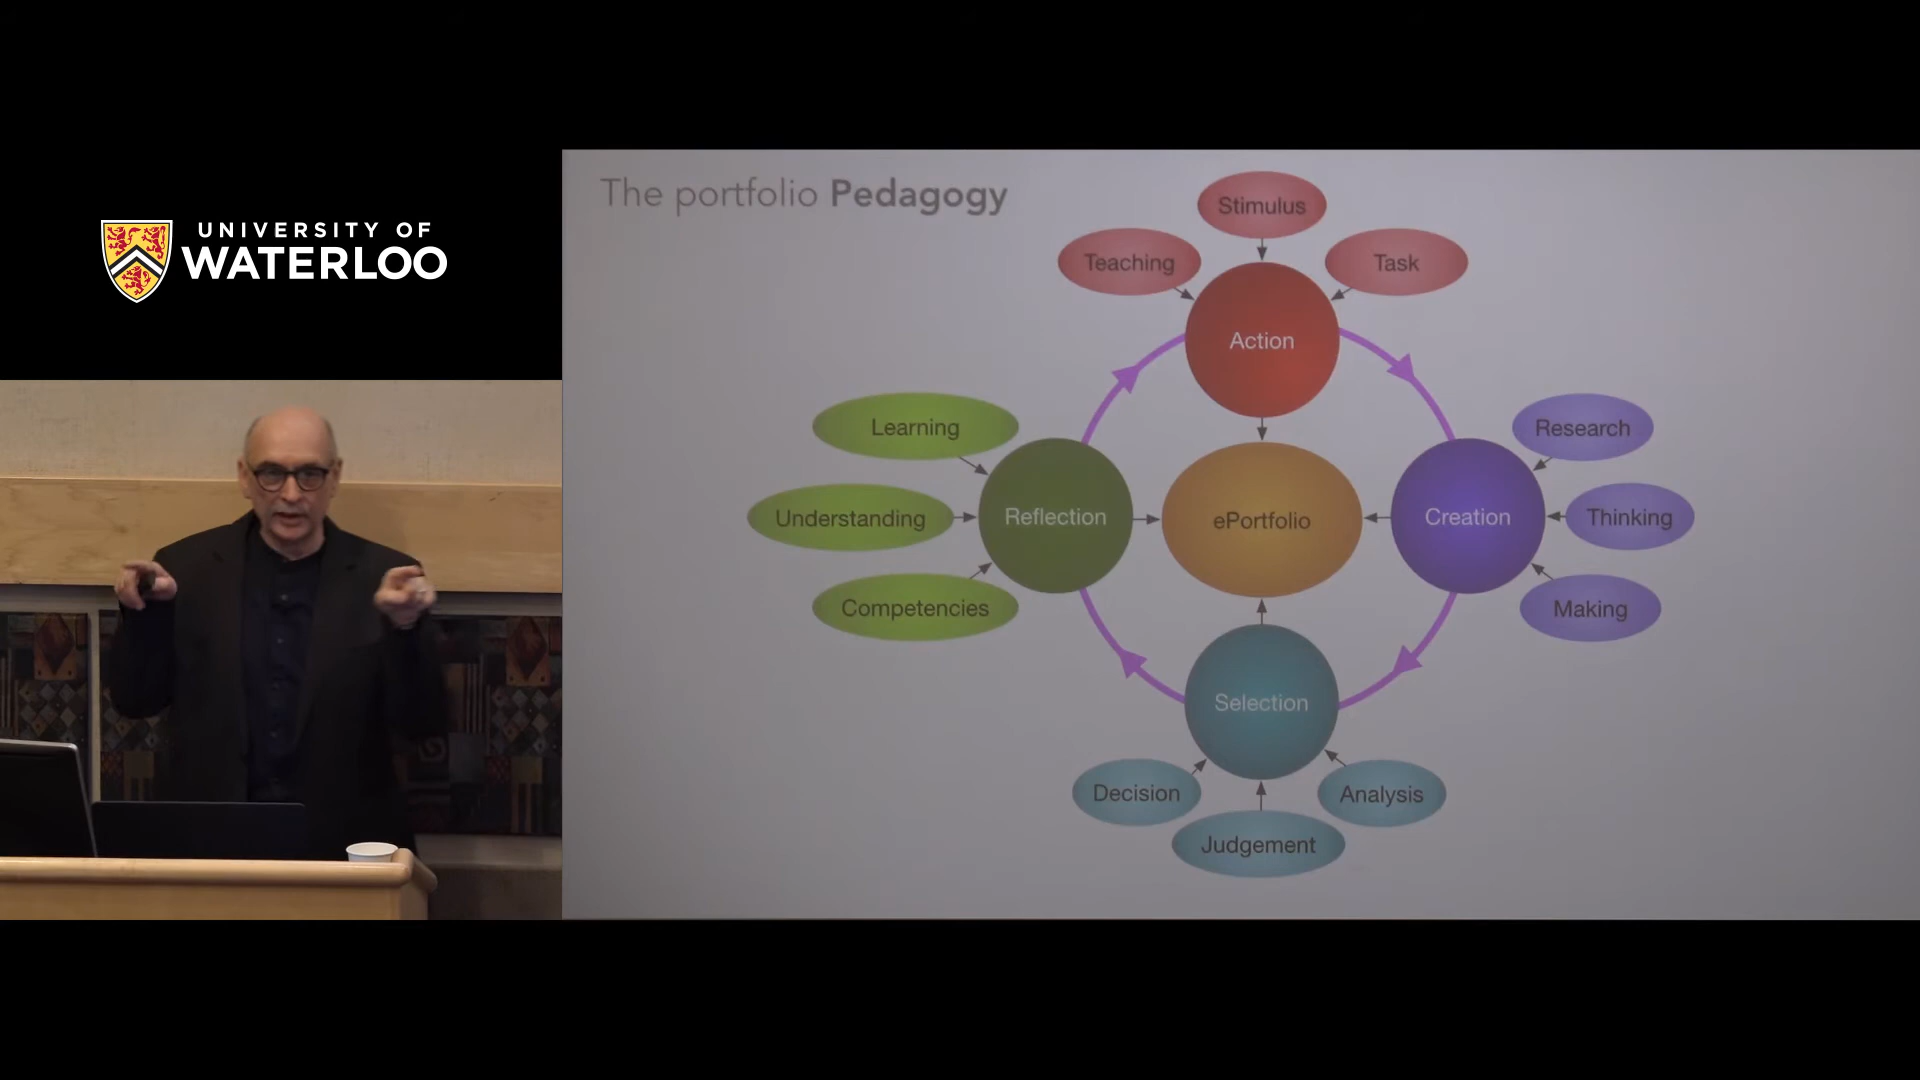 UNIVERSITY OF
WATERLOO
The portfolio Pedagogy
Stimulus
Teaching
Task
Action
Learning
Research
Understanding
Reflection
ePortfolio
Creation
Thinking
Competencies
Making
Selection
Decision
Analysis
Judgement